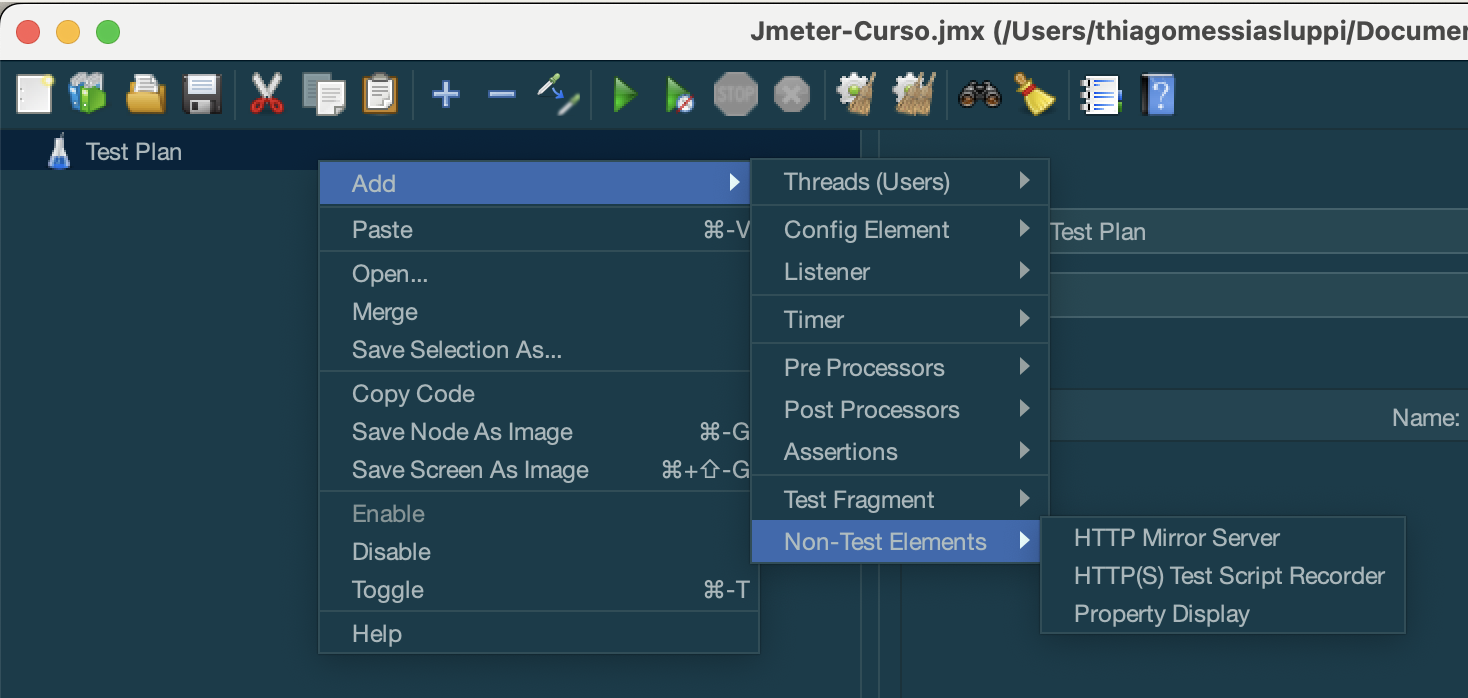 Jmeter-Curso.jmx (/Users/thiagomessiasluppi/Documen
STOP
?
Test Plan
Add
Paste ⌘-V
Open...
Merge
Save Selection As...
Copy Code
Save Node As Image ⌘-G
Save Screen As Image ⌘+⇧-G
Enable
Disable
Toggle ⌘-T
Help
Threads (Users)
Config Element
Listener
Timer
Pre Processors
Post Processors
Assertions
Test Fragment
Non-Test Elements
HTTP Mirror Server
HTTP(S) Test Script Recorder
Property Display
Test Plan
Name: